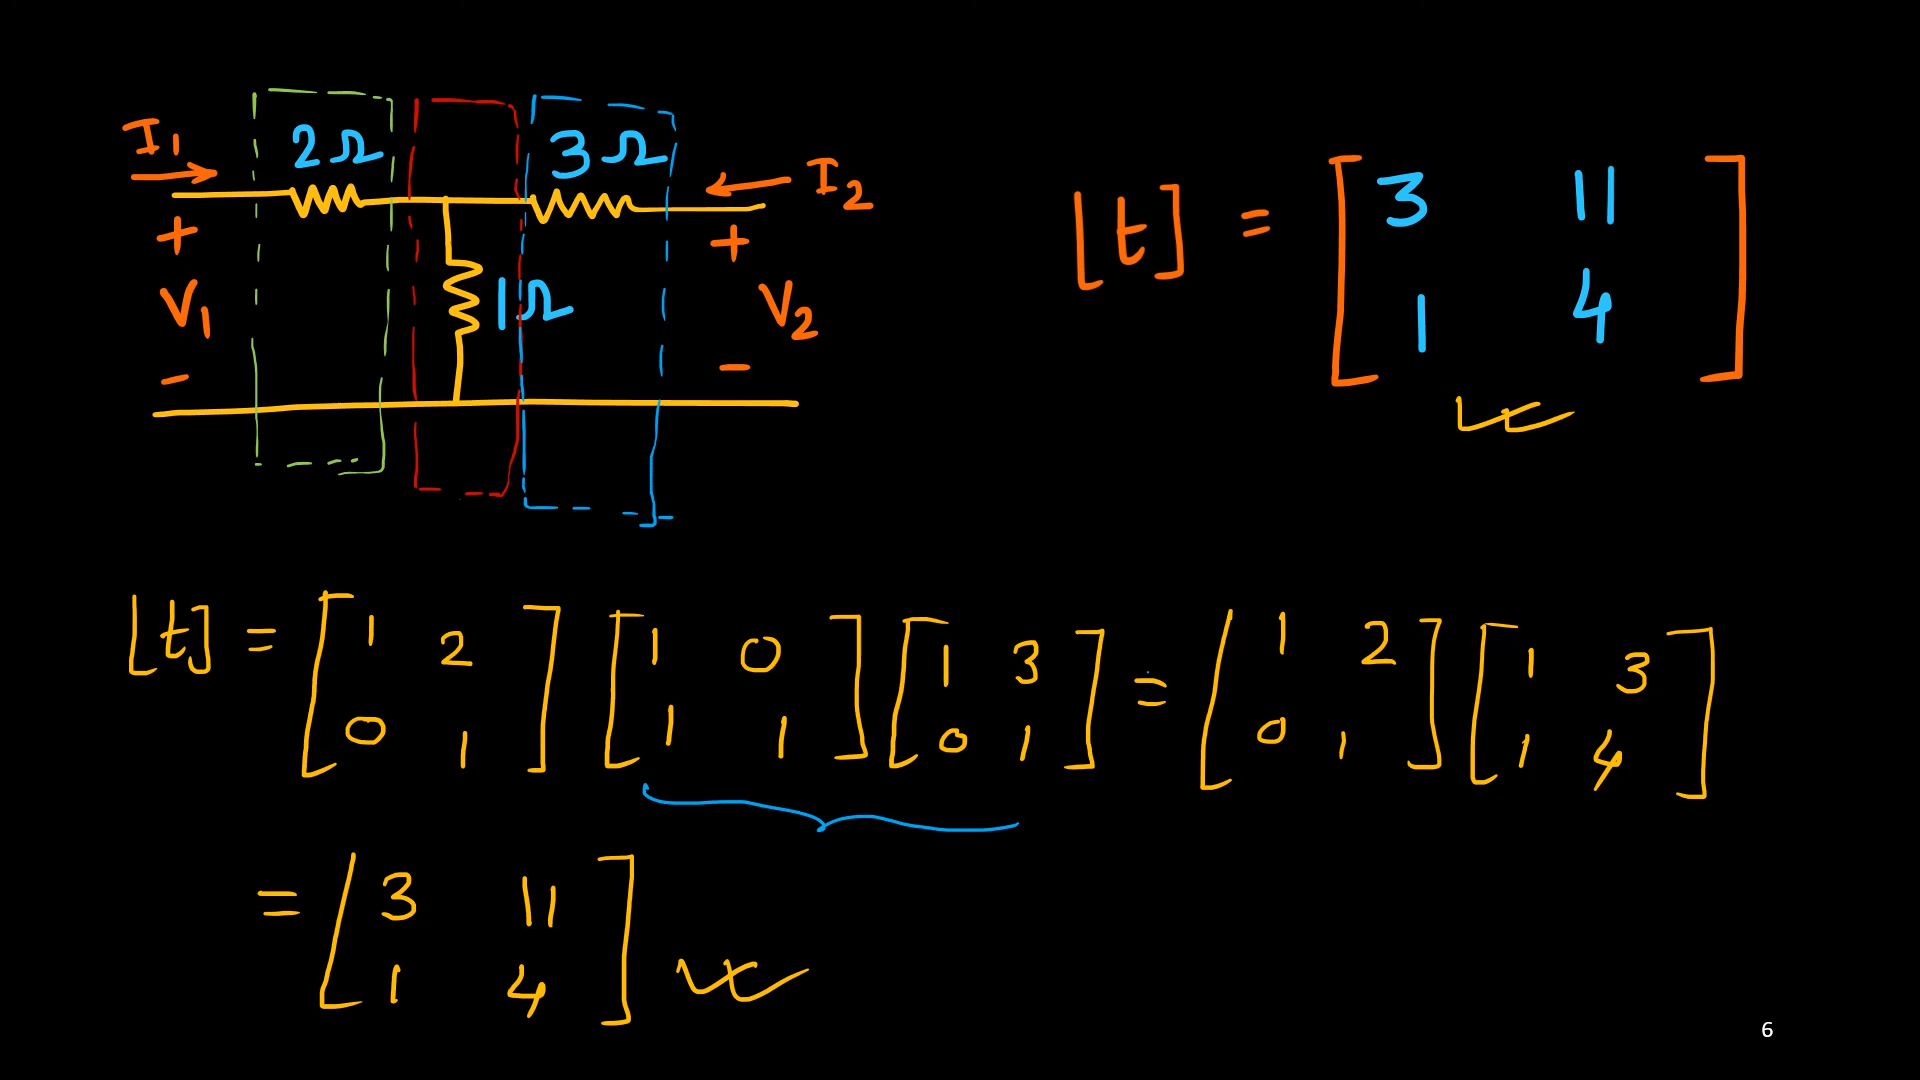 I1 2Ω 3Ω I2
+ +
V1 1Ω V2
- -
[t] = [3 11
1 4]
[t] = [1 2 [1 0 [1 3 = [1 2 [1 3
0 1] 1 1] 0 1] 0 1] 1 4]
= [3 11
1 4]
6